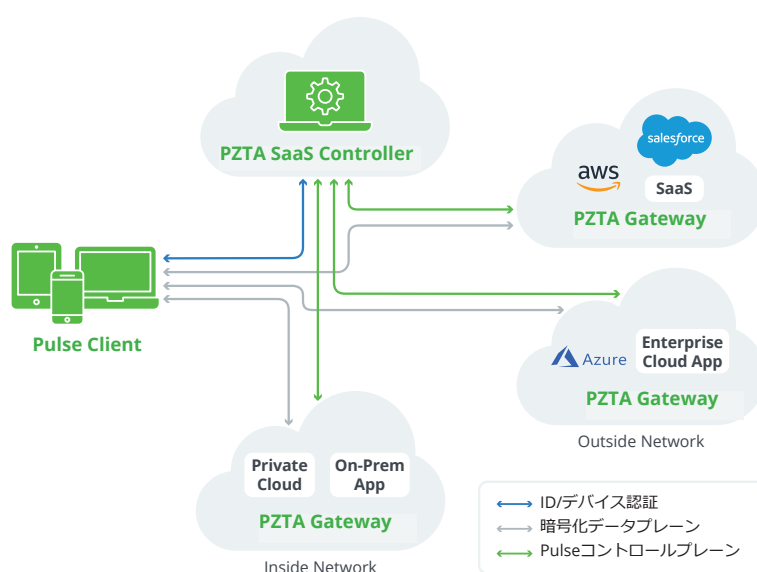 PZTA SaaS Controller
salesforce
aws
SaaS
PZTA Gateway
Pulse Client
Azure
Enterprise
Cloud App
PZTA Gateway
Outside Network
Private
Cloud
On-Prem
App
PZTA Gateway
Inside Network
ID/デバイス認証
暗号化データプレーン
Pulseコントロールプレーン